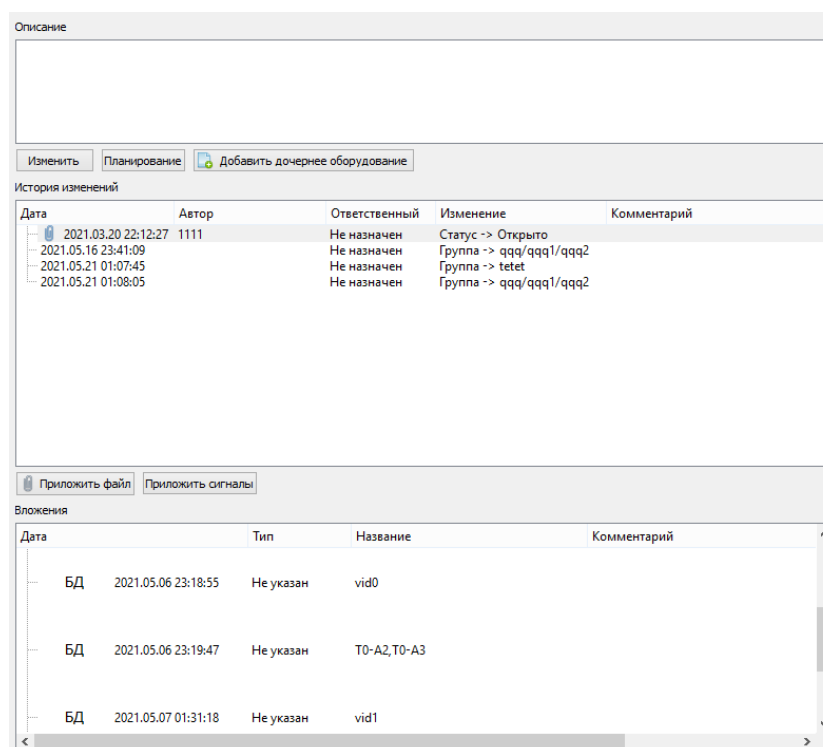 Описание
Изменить Планирование Добавить дочернее оборудование
История изменений
Дата Автор Ответственный Изменение Комментарий
2021.03.20 22:12:27 1111 Не назначен Статус -> Открыто
2021.05.16 23:41:09 Не назначен Группа -> qqq/qqq1/qqq2
2021.05.21 01:07:45 Не назначен Группа -> tetet
2021.05.21 01:08:05 Не назначен Группа -> qqq/qqq1/qqq2
Приложить файл Приложить сигналы
Вложения
Дата Тип Название Комментарий
БД 2021.05.06 23:18:55 Не указан vid0
БД 2021.05.06 23:19:47 Не указан T0-A2,T0-A3
БД 2021.05.07 01:31:18 Не указан vid1